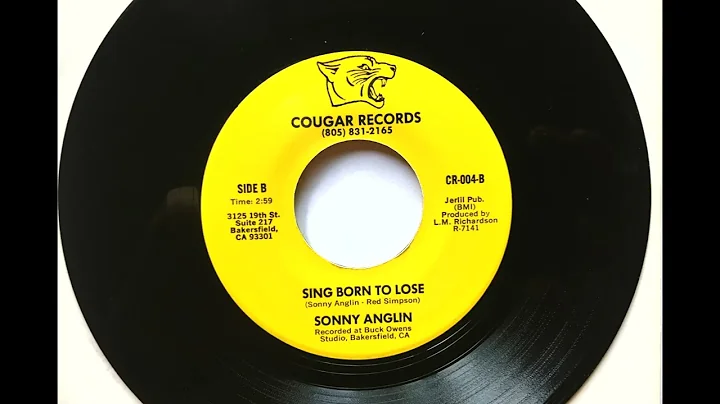 COUGAR RECORDS
(805) 831-2165
SIDE B
Time: 2:59
3125 19th St.
Suite 217
Bakersfield,
CA 93301
CR-004-B
Jerlil Pub.
(BMI)
Produced by
L.M. Richardson
R-7141
SING BORN TO LOSE
(Sonny Anglin - Red Simpson)
SONNY ANGLIN
Recorded at Buck Owens
Studio, Bakersfield, CA